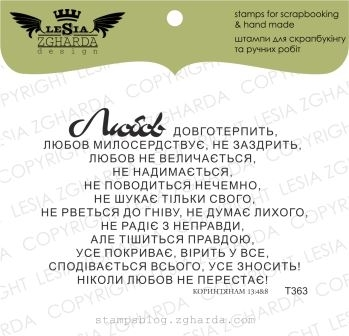 LESIA
ZGHARDA
design
stamps for scrapbooking
& hand made
штампи для скрапбукінгу
та ручних робіт
Любов ДОВГОТЕРПИТЬ,
ЛЮБОВ МИЛОСЕРДСТВУЄ, НЕ ЗАЗДРИТЬ,
ЛЮБОВ НЕ ВЕЛИЧАЄТЬСЯ,
НЕ НАДИМАЄТЬСЯ,
НЕ ПОВОДИТЬСЯ НЕЧЕМНО,
НЕ ШУКАЄ ТІЛЬКИ СВОГО,
НЕ РВЕТЬСЯ ДО ГНІВУ, НЕ ДУМАЄ ЛИХОГО,
НЕ РАДІЄ З НЕПРАВДИ,
АЛЕ ТІШИТЬСЯ ПРАВДОЮ,
УСЕ ПОКРИВАЄ, ВІРИТЬ У ВСЕ,
СПОДІВАЄТЬСЯ ВСЬОГО, УСЕ ЗНОСИТЬ!
НІКОЛИ ЛЮБОВ НЕ ПЕРЕСТАЄ!
КОРИНТЯНАМ 13:4&8
T363
COPYRIGHT LESIA ZGHARDA
stampsblog.zgharda.com